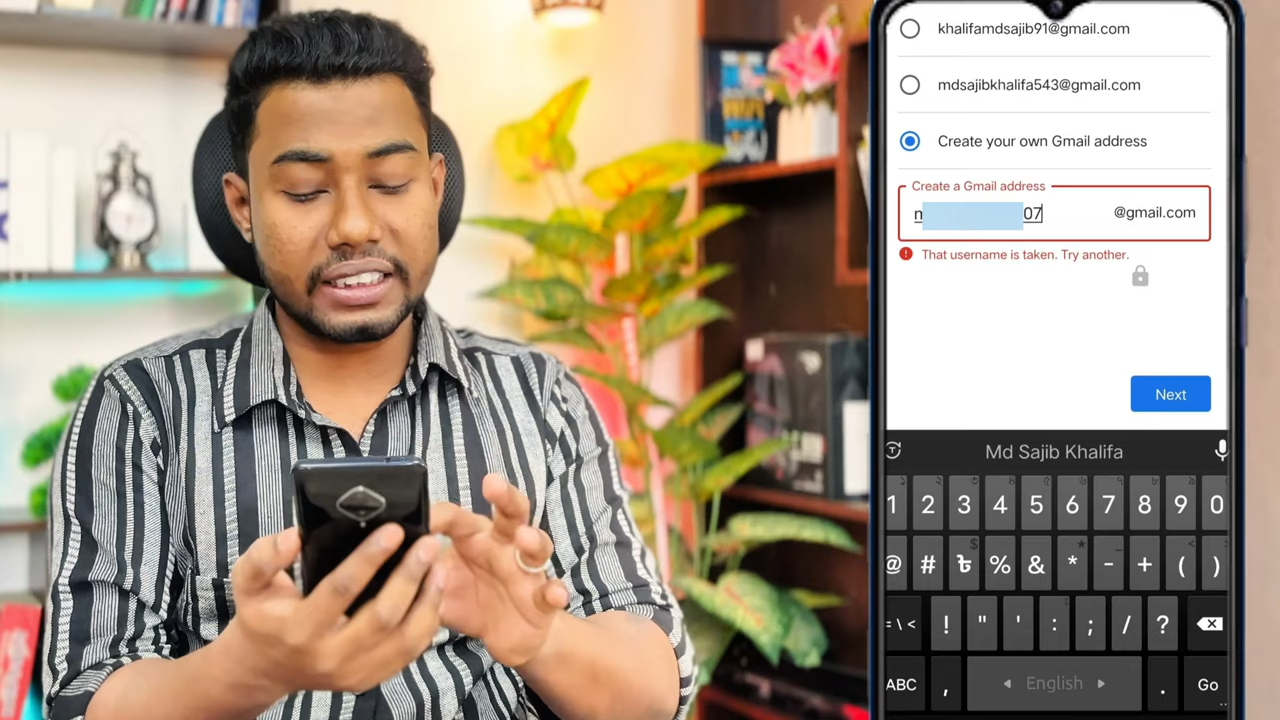 khalifamdsajib91@gmail.com
mdsajibkhalifa543@gmail.com
Create your own Gmail address
Create a Gmail address
n 07 @gmail.com
That username is taken. Try another.
Next
Md Sajib Khalifa
1 2 3 4 5 6 7 8 9 0
@ # ৳ % & * - + ( )
= \ < ! " ' : ; / ?
ABC , English . Go